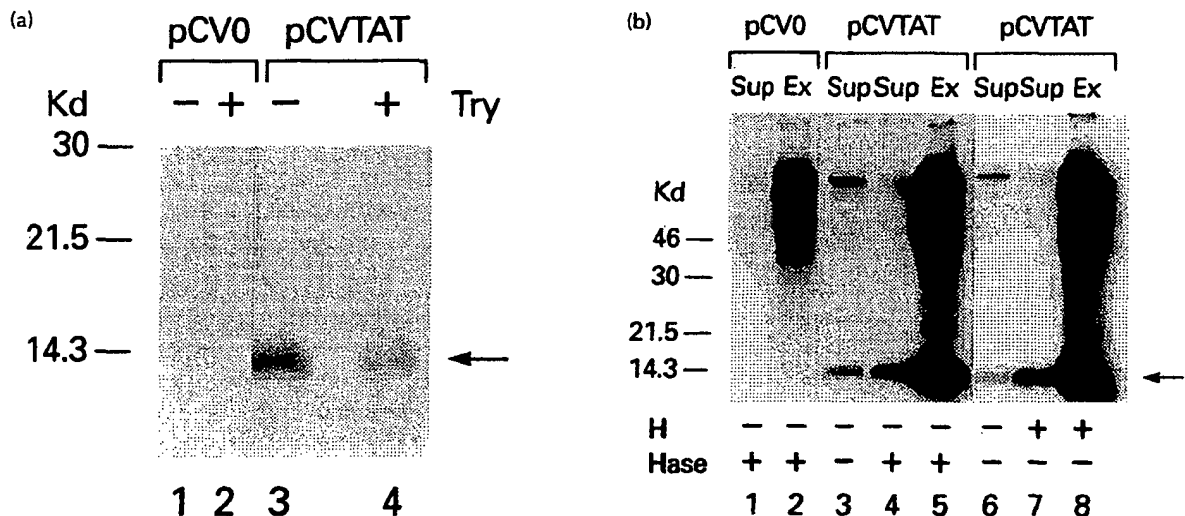 (a)
pCV0 pCVTAT
Kd − + − + Try
30
21.5
14.3
1 2 3 4
(b)
pCV0 pCVTAT pCVTAT
Sup Ex Sup Sup Ex Sup Sup Ex
Kd
46
30
21.5
14.3
H − − − − − − + +
Hase + + − + + − − −
1 2 3 4 5 6 7 8